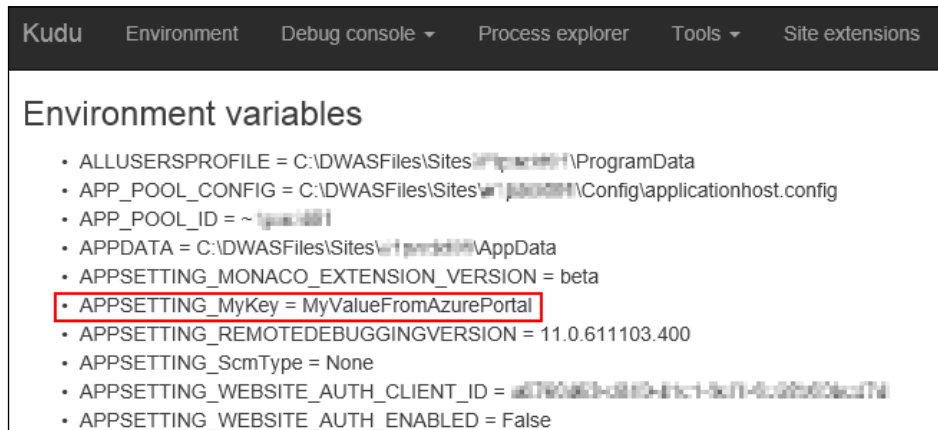 Kudu Environment Debug console Process explorer Tools Site extensions
Environment variables
• ALLUSERSPROFILE = C:\DWASFiles\Sites \ProgramData
• APP_POOL_CONFIG = C:\DWASFiles\Sites\ \Config\applicationhost.config
• APP_POOL_ID = ~
• APPDATA = C:\DWASFiles\Sites\ \AppData
• APPSETTING_MONACO_EXTENSION_VERSION = beta
• APPSETTING_MyKey = MyValueFromAzurePortal
• APPSETTING_REMOTEDEBUGGINGVERSION = 11.0.611103.400
• APPSETTING_ScmType = None
• APPSETTING_WEBSITE_AUTH_CLIENT_ID =
• APPSETTING_WEBSITE_AUTH_ENABLED = False